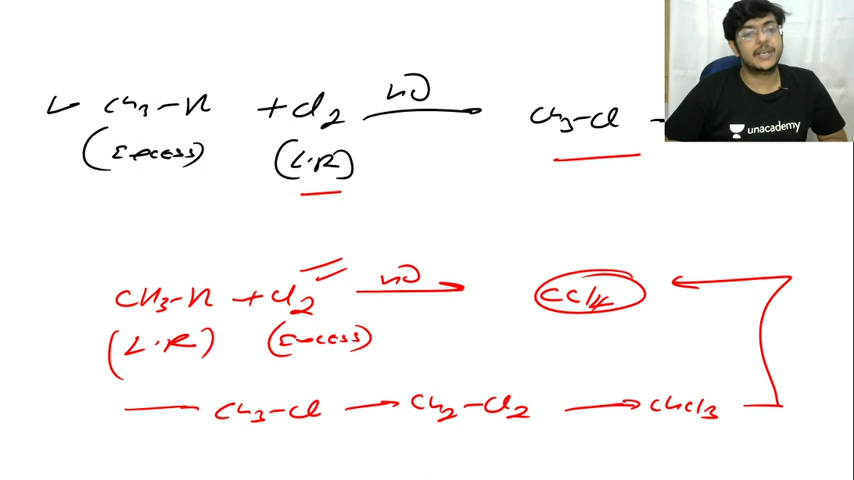 CH3-H + Cl2 hν CH3-Cl
(Excess) (L.R)
unacademy
CH3-H + Cl2 hν CCl4
(L.R) (Excess)
CH3-Cl → CH2-Cl2 → CHCl3